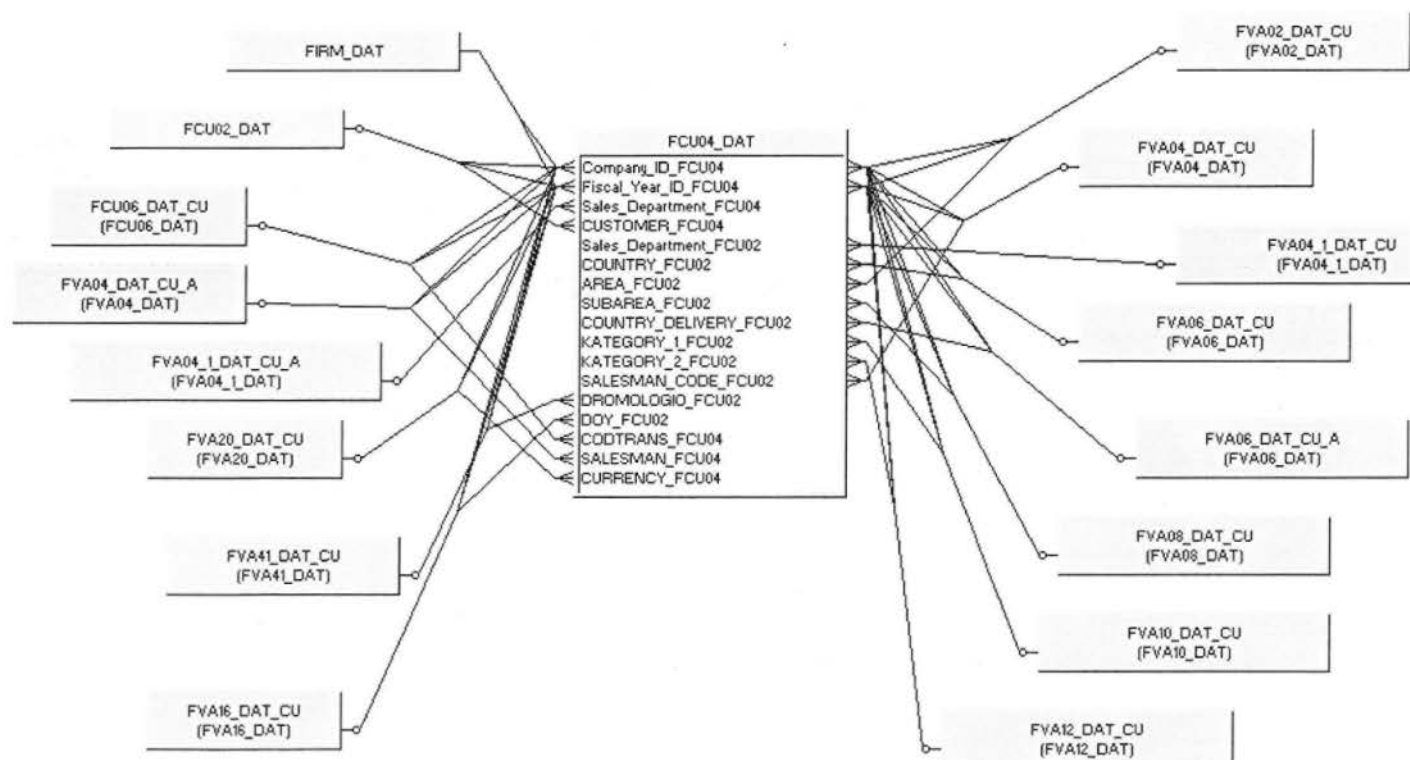 FIRM_DAT
FCU02_DAT
FCU06_DAT_CU
(FCU06_DAT)
FVA04_DAT_CU_A
(FVA04_DAT)
FVA04_1_DAT_CU_A
(FVA04_1_DAT)
FVA20_DAT_CU
(FVA20_DAT)
FVA41_DAT_CU
(FVA41_DAT)
FVA16_DAT_CU
(FVA16_DAT)
FCU04_DAT
Company_ID_FCU04
Fiscal_Year_ID_FCU04
Sales_Department_FCU04
CUSTOMER_FCU04
Sales_Department_FCU02
COUNTRY_FCU02
AREA_FCU02
SUBAREA_FCU02
COUNTRY_DELIVERY_FCU02
KATEGORY_1_FCU02
KATEGORY_2_FCU02
SALESMAN_CODE_FCU02
DROMOLOGIO_FCU02
DOY_FCU02
CODTRANS_FCU04
SALESMAN_FCU04
CURRENCY_FCU04
FVA02_DAT_CU
(FVA02_DAT)
FVA04_DAT_CU
(FVA04_DAT)
FVA04_1_DAT_CU
(FVA04_1_DAT)
FVA06_DAT_CU
(FVA06_DAT)
FVA06_DAT_CU_A
(FVA06_DAT)
FVA08_DAT_CU
(FVA08_DAT)
FVA10_DAT_CU
(FVA10_DAT)
FVA12_DAT_CU
(FVA12_DAT)